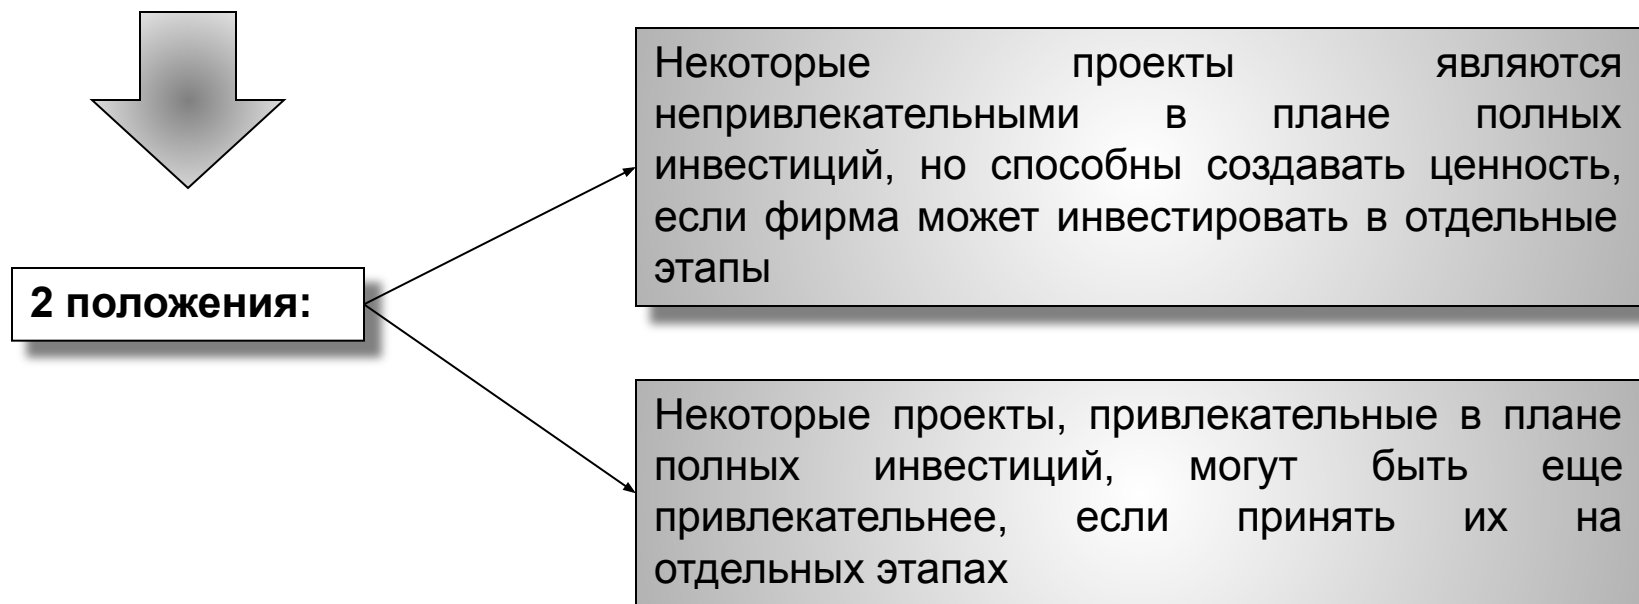 Некоторые проекты являются
непривлекательными в плане полных
инвестиций, но способны создавать ценность,
если фирма может инвестировать в отдельные
этапы
2 положения:
Некоторые проекты, привлекательные в плане
полных инвестиций, могут быть еще
привлекательнее, если принять их на
отдельных этапах